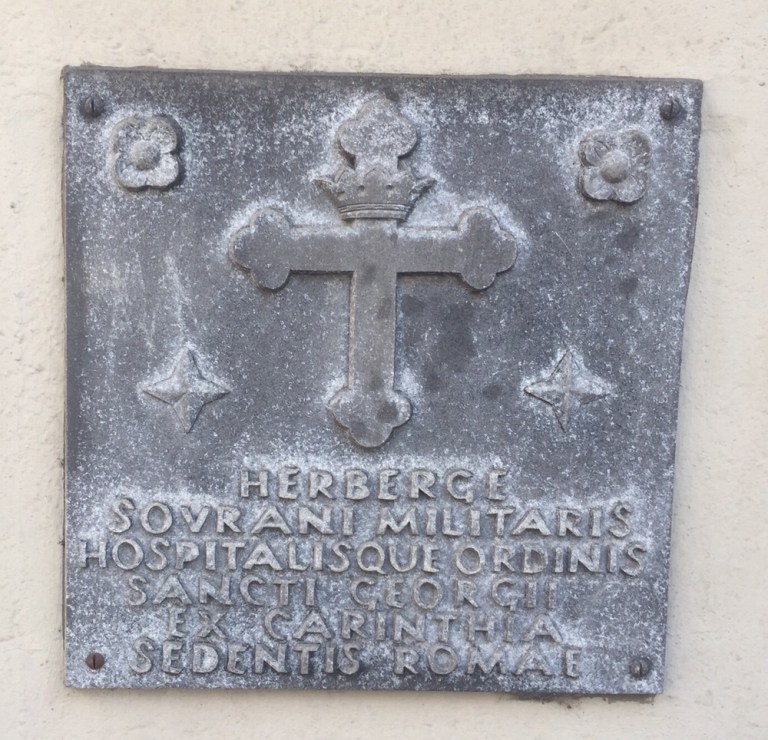 HERBERGE
SOVRANI MILITARIS
HOSPITALISQUE ORDINIS
SANCTI GEORGII
EX CARINTHIA
SEDENTIS ROMAE